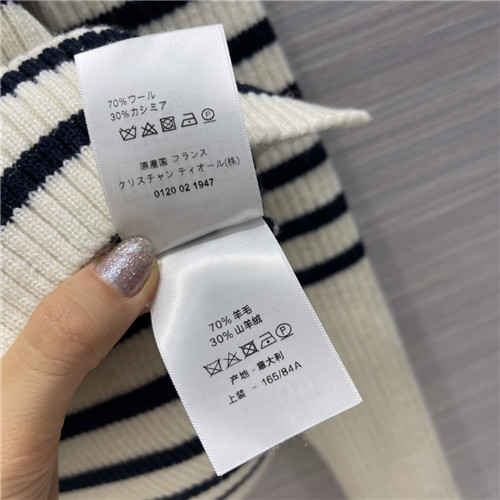 70%ウール
30%カシミア
原産国 フランス
クリスチャン ディオール(株)
0120 02 1947
70% 羊毛
30% 山羊绒
产地 - 意大利
上装 - 165/84A